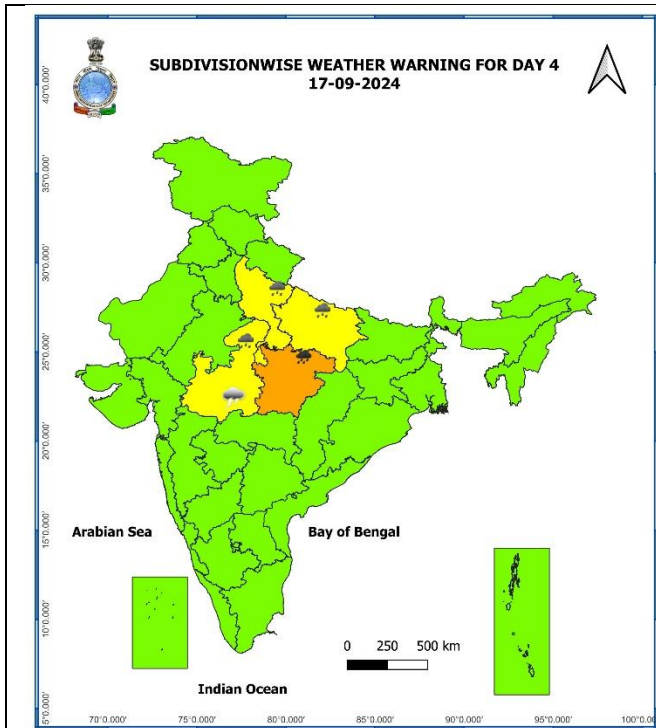 SUBDIVISIONWISE WEATHER WARNING FOR DAY 4
17-09-2024
40°0.000'
35°0.000'
30°0.000'
25°0.000'
20°0.000'
15°0.000'
10°0.000'
5°0.000'
Arabian Sea
Bay of Bengal
0 250 500 km
Indian Ocean
70°0.000' 75°0.000' 80°0.000' 85°0.000' 90°0.000' 95°0.000' 100°0.000'